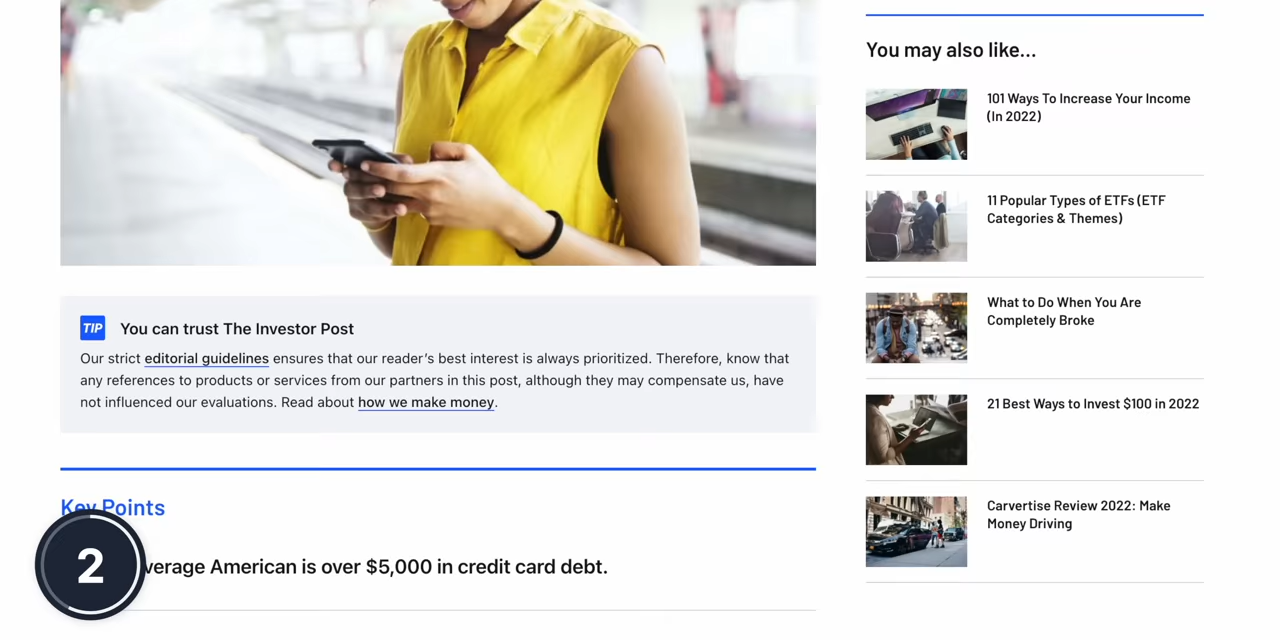 TIP You can trust The Investor Post
Our strict editorial guidelines ensures that our reader's best interest is always prioritized. Therefore, know that
any references to products or services from our partners in this post, although they may compensate us, have
not influenced our evaluations. Read about how we make money.
Key Points
verage American is over $5,000 in credit card debt.
2
You may also like...
101 Ways To Increase Your Income
(In 2022)
11 Popular Types of ETFs (ETF
Categories & Themes)
What to Do When You Are
Completely Broke
21 Best Ways to Invest $100 in 2022
Carvertise Review 2022: Make
Money Driving